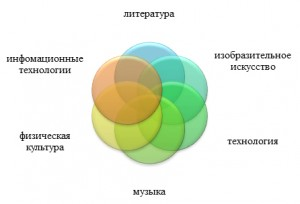 литература
изобразительное
искусство
технология
музыка
физическая
культура
инфомационные
технологии